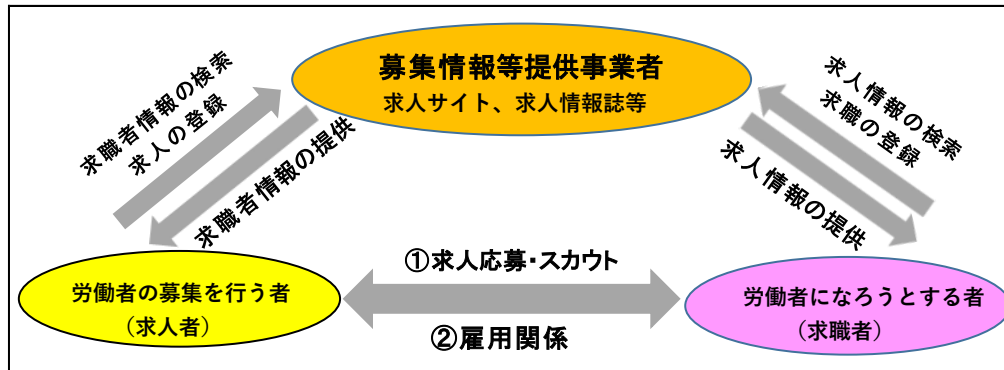 募集情報等提供事業者
求人サイト、求人情報誌等
求職者情報の検索
求人の登録
求職者情報の提供
求人情報の検索
求職の登録
求人情報の提供
①求人応募・スカウト
②雇用関係
労働者の募集を行う者
（求人者）
労働者になろうとする者
（求職者）